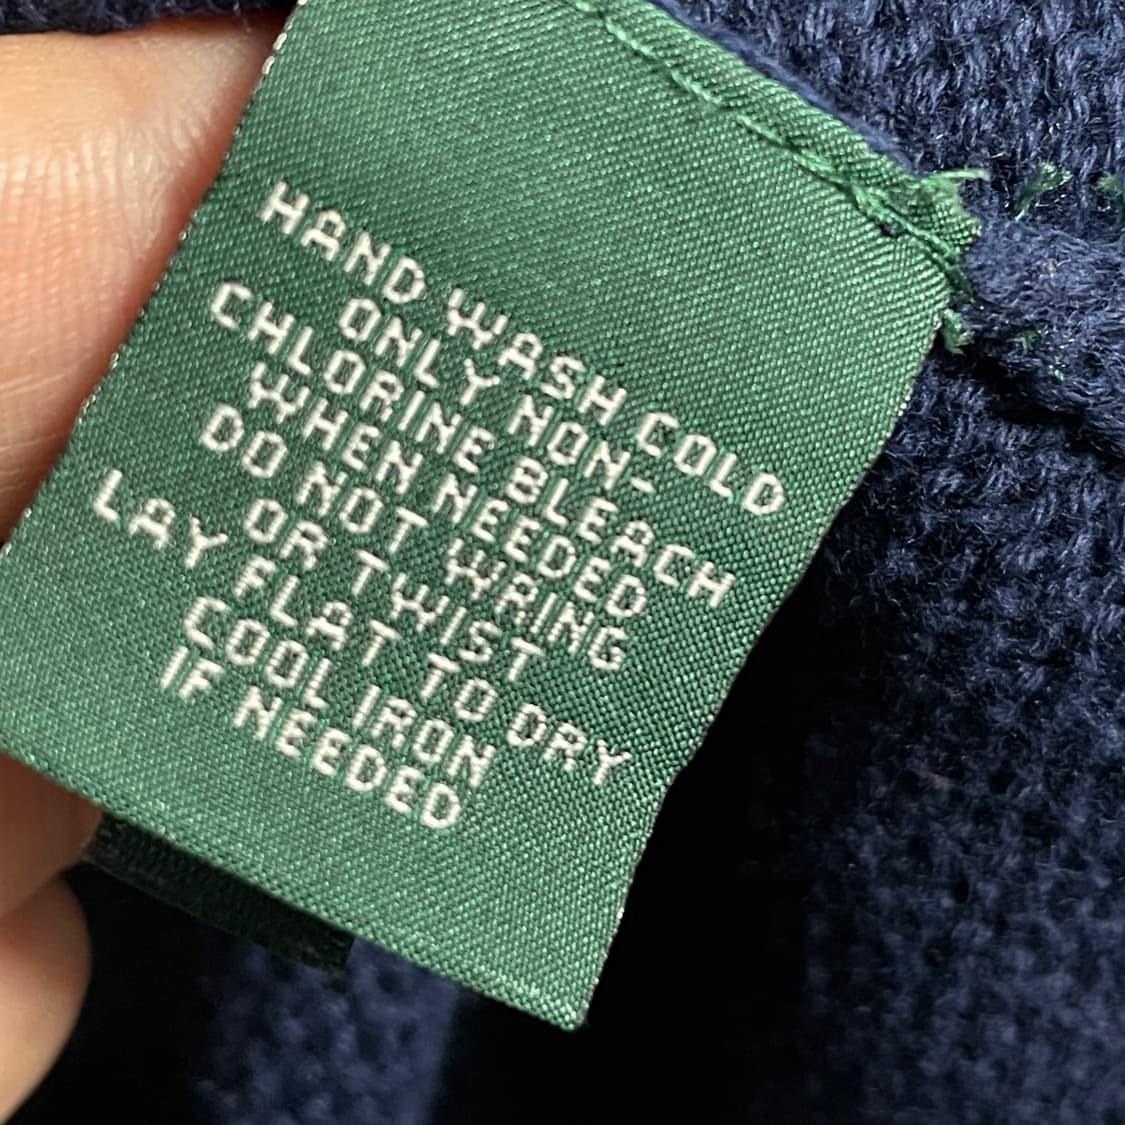 HAND WASH COLD
ONLY NON-
CHLORINE BLEACH
WHEN NEEDED
DO NOT WRING
OR TWIST
LAY FLAT TO DRY
COOL IRON
IF NEEDED